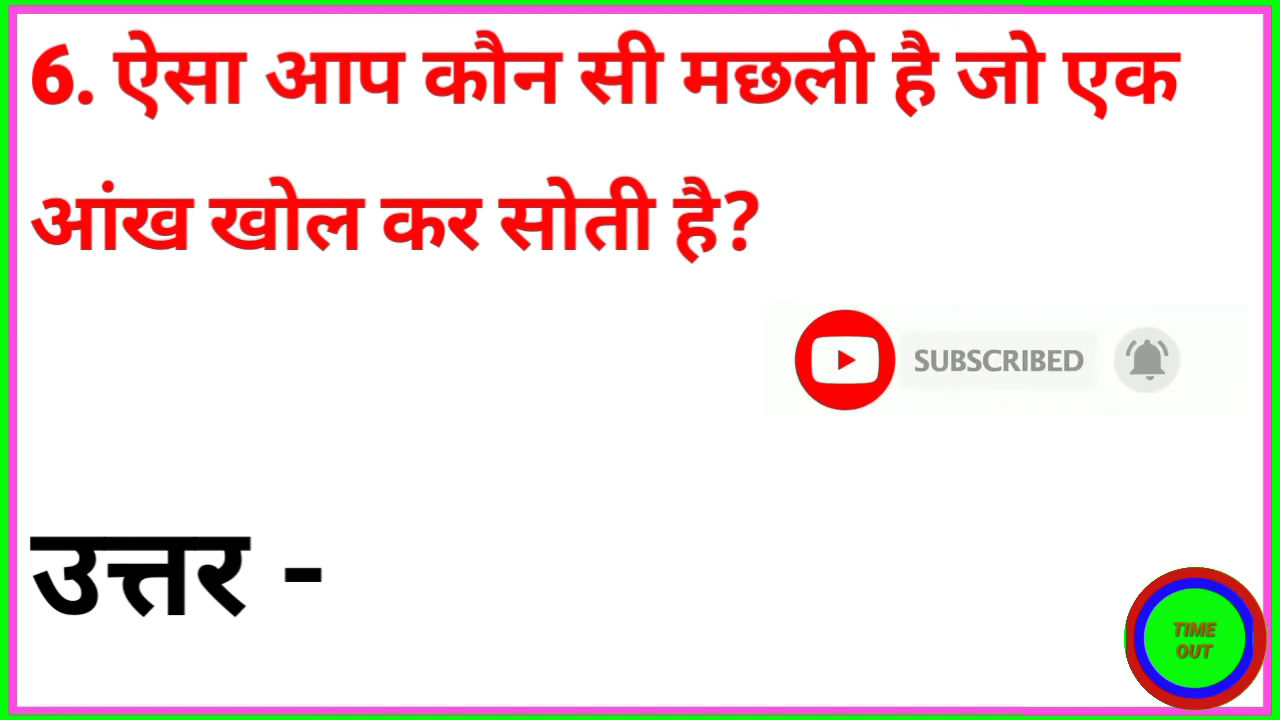 6. ऐसा आप कौन सी मछली है जो एक
आंख खोल कर सोती है?
SUBSCRIBED
उत्तर -
TIME
OUT